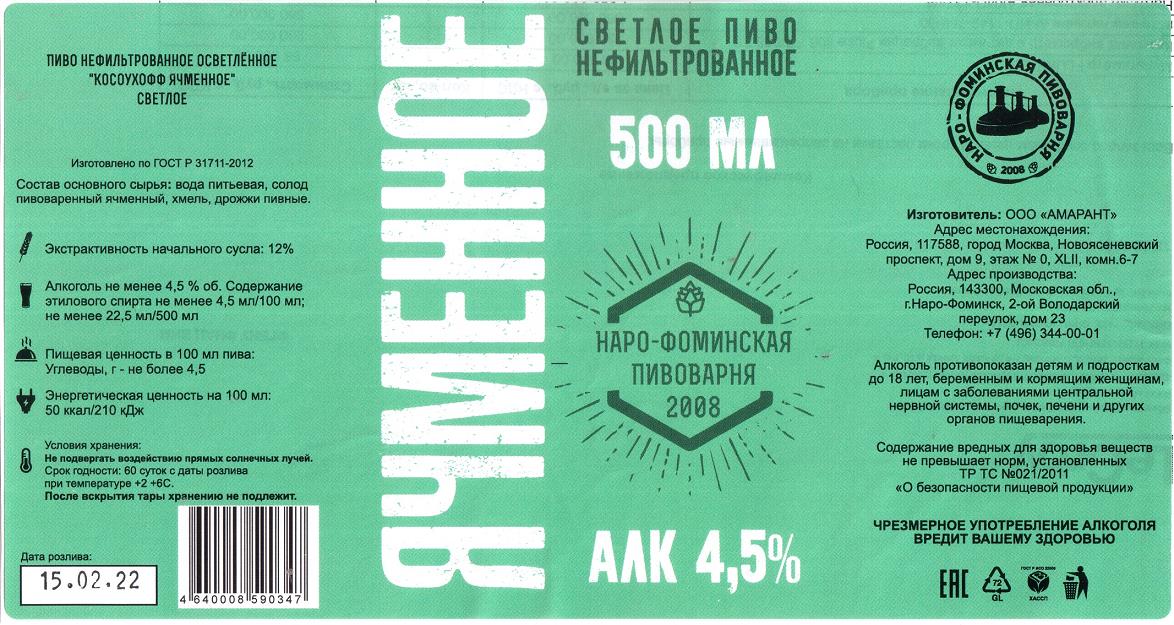 ПИВО НЕФИЛЬТРОВАННОЕ ОСВЕТЛЁННОЕ
"КОСОУХОФФ ЯЧМЕННОЕ"
СВЕТЛОЕ
Изготовлено по ГОСТ Р 31711-2012
Состав основного сырья: вода питьевая, солод
пивоваренный ячменный, хмель, дрожжи пивные.
Экстрактивность начального сусла: 12%
Алкоголь не менее 4,5 % об. Содержание
этилового спирта не менее 4,5 мл/100 мл;
не менее 22,5 мл/500 мл
Пищевая ценность в 100 мл пива:
Углеводы, г - не более 4,5
Энергетическая ценность на 100 мл:
50 ккал/210 кДж
Условия хранения:
Не подвергать воздействию прямых солнечных лучей.
Срок годности: 60 суток с даты розлива
при температуре +2 +6С.
После вскрытия тары хранению не подлежит.
Дата розлива:
15.02.22
4 640008 590347
ЯЧМЕННОЕ
СВЕТЛОЕ ПИВО
НЕФИЛЬТРОВАННОЕ
500 МЛ
НАРО-ФОМИНСКАЯ
ПИВОВАРНЯ
2008
АЛК 4,5%
НАРО-ФОМИНСКАЯ ПИВОВАРНЯ
2008
Изготовитель: ООО «АМАРАНТ»
Адрес местонахождения:
Россия, 117588, город Москва, Новоясеневский
проспект, дом 9, этаж № 0, XLII, комн.6-7
Адрес производства:
Россия, 143300, Московская обл.,
г.Наро-Фоминск, 2-ой Володарский
переулок, дом 23
Телефон: +7 (496) 344-00-01
Алкоголь противопоказан детям и подросткам
до 18 лет, беременным и кормящим женщинам,
лицам с заболеваниями центральной
нервной системы, почек, печени и других
органов пищеварения.
Содержание вредных для здоровья веществ
не превышает норм, установленных
ТР ТС №021/2011
«О безопасности пищевой продукции»
ЧРЕЗМЕРНОЕ УПОТРЕБЛЕНИЕ АЛКОГОЛЯ
ВРЕДИТ ВАШЕМУ ЗДОРОВЬЮ
ЕАС
72
GL
ГОСТ Р ИСО 22000
ХАССП